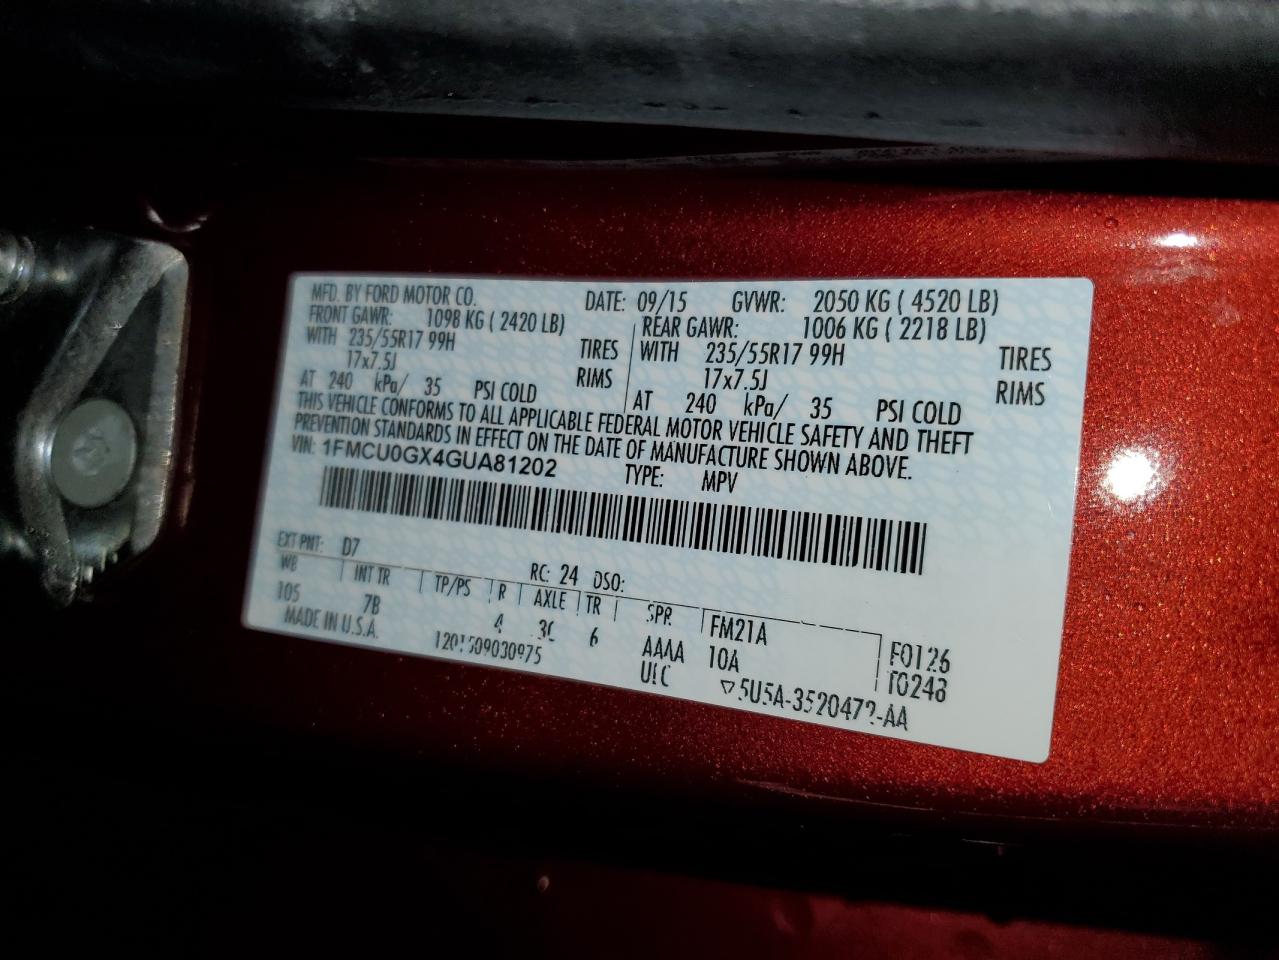 MFD. BY FORD MOTOR CO. DATE: 09/15 GVWR: 2050 KG ( 4520 LB)
FRONT GAWR: 1098 KG ( 2420 LB) REAR GAWR: 1006 KG ( 2218 LB)
WITH 235/55R17 99H TIRES WITH 235/55R17 99H TIRES
17x7.5J RIMS 17x7.5J RIMS
AT 240 kPa/ 35 PSI COLD AT 240 kPa/ 35 PSI COLD
THIS VEHICLE CONFORMS TO ALL APPLICABLE FEDERAL MOTOR VEHICLE SAFETY AND THEFT
PREVENTION STANDARDS IN EFFECT ON THE DATE OF MANUFACTURE SHOWN ABOVE.
VIN: 1FMCU0GX4GUA81202 TYPE: MPV
EXT PNT: D7 RC: 24 DSO:
WB INT TR TP/PS R AXLE TR SPR FM21A F0126
105 7B 4 6 AAAA 10A T0248
MADE IN U.S.A. 1201509030975 ▽5U5A-3520472-AA